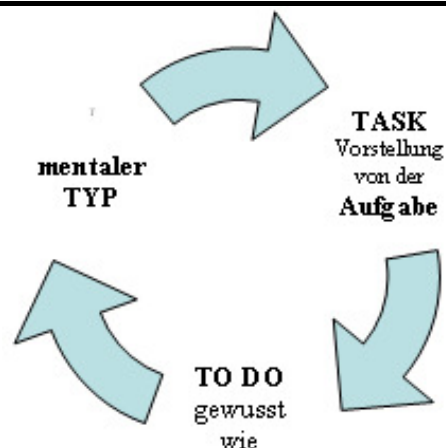 mentaler
TYP
TASK
Vorstellung
von der
Aufgabe
TO DO
gewusst
wie